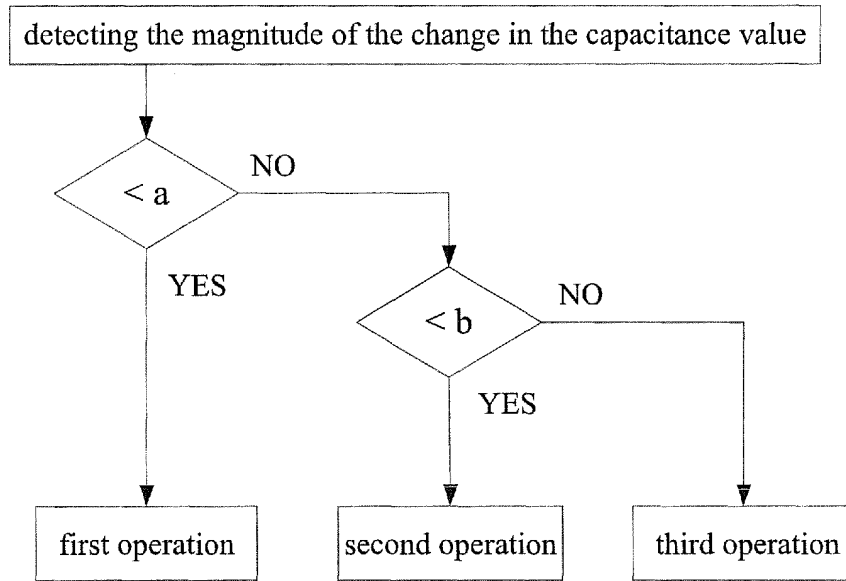 detecting the magnitude of the change in the capacitance value
< a
NO
YES
< b
NO
YES
first operation
second operation
third operation